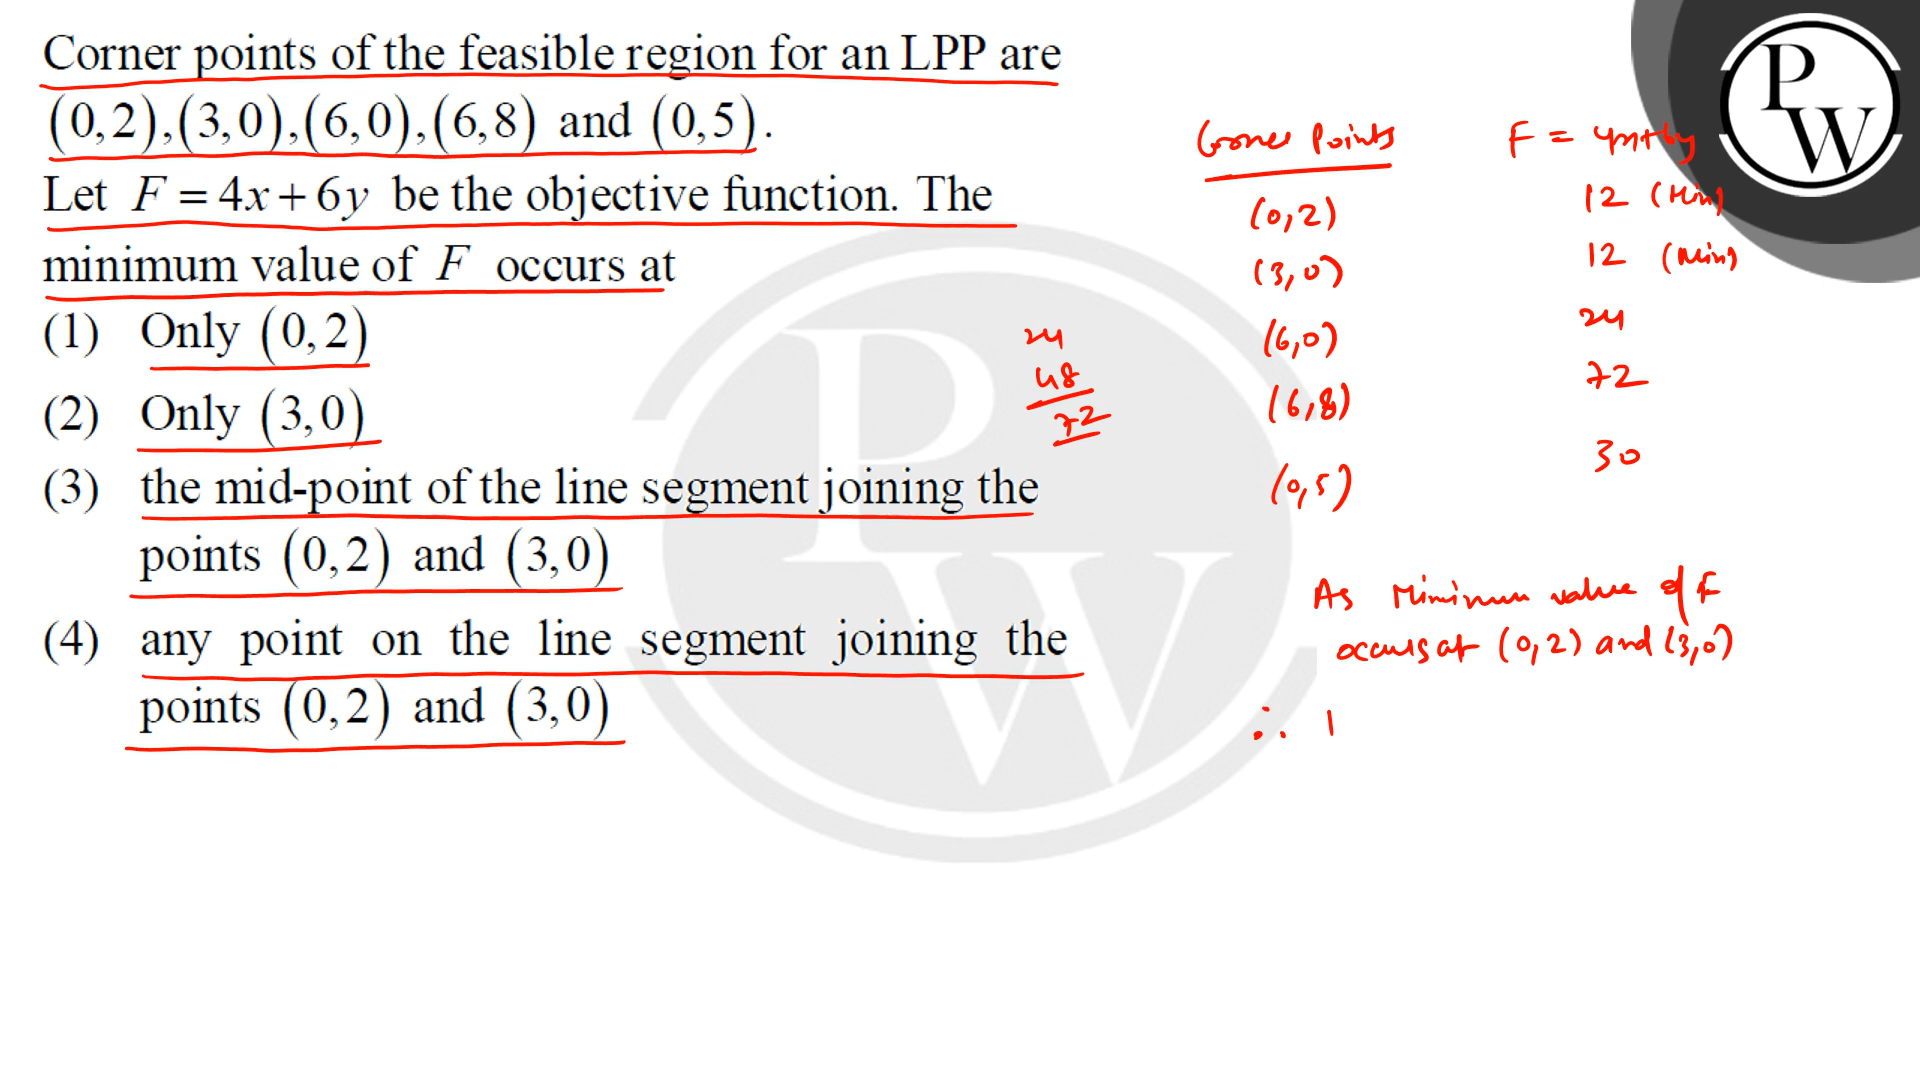 Corner points of the feasible region for an LPP are
(0,2),(3,0),(6,0),(6,8) and (0,5).
Let F = 4x + 6y be the objective function. The
minimum value of F occurs at
(1) Only (0,2)
(2) Only (3,0)
(3) the mid-point of the line segment joining the
points (0,2) and (3,0)
(4) any point on the line segment joining the
points (0,2) and (3,0)
24
48
72
Corner Points F = 4x+6y
(0,2) 12 (Min)
(3,0) 12 (Min)
(6,0) 24
(6,8) 72
(0,5) 30
As Minimum value of F
occurs at (0,2) and (3,0)
∴ I
PW
PW